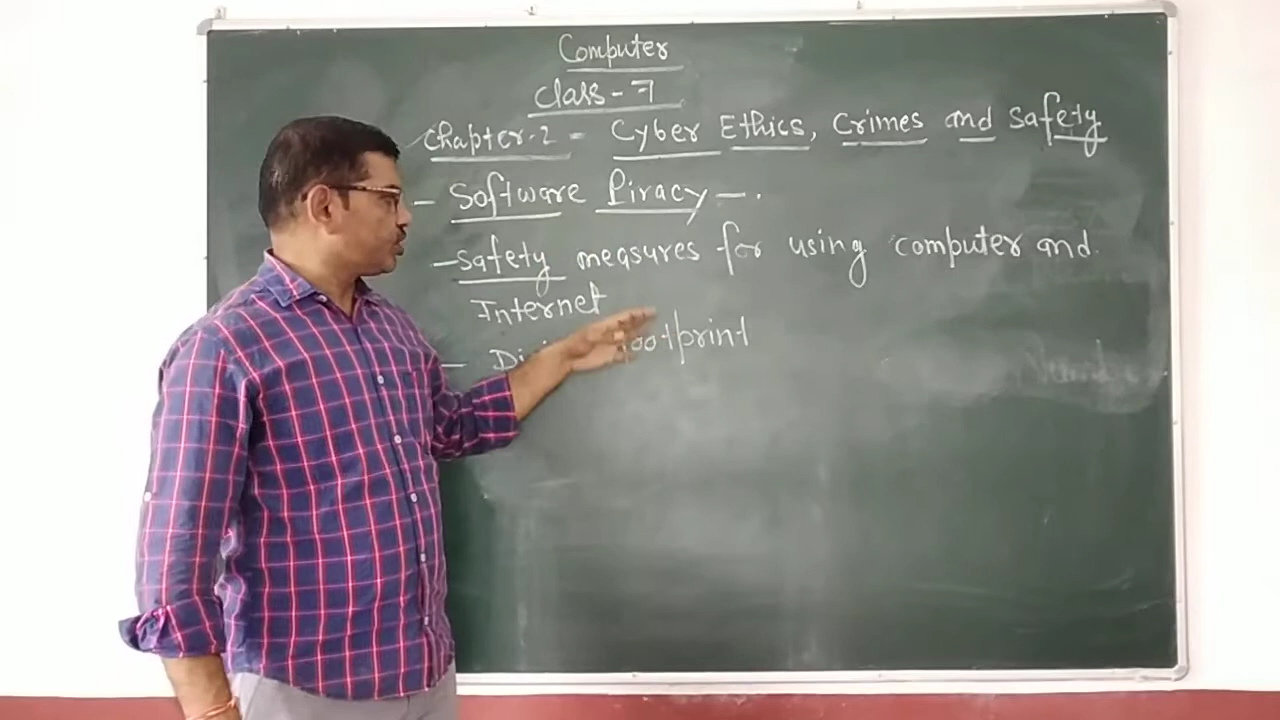 Computer
Class - 7
Chapter-2 = Cyber Ethics, Crimes and Safety
- Software Piracy - .
- Safety measures for using computer and
Internet
- footprint